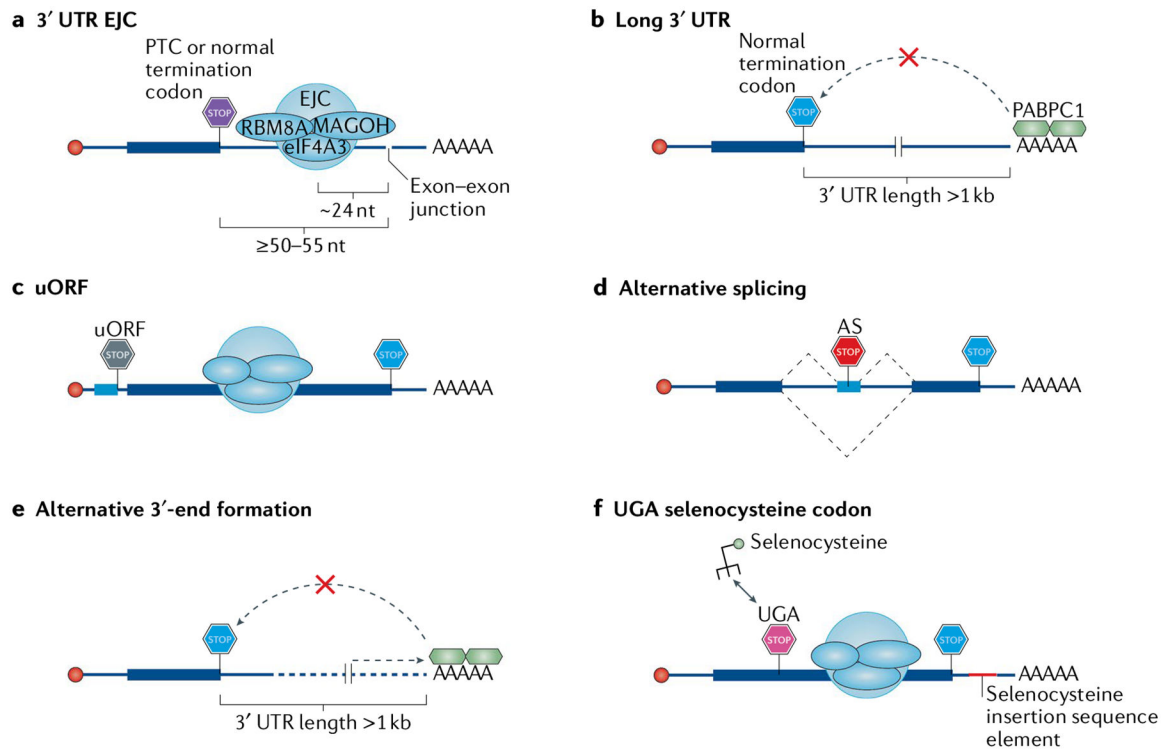 a 3′ UTR EJC
PTC or normal
termination
codon
STOP
EJC
RBM8A
MAGOH
eIF4A3
AAAAA
Exon–exon
junction
~24 nt
≥50–55 nt
b Long 3′ UTR
Normal
termination
codon
STOP
PABPC1
AAAAA
3′ UTR length >1 kb
c uORF
uORF
STOP
STOP
AAAAA
d Alternative splicing
AS
STOP
STOP
AAAAA
e Alternative 3′-end formation
STOP
AAAAA
3′ UTR length >1 kb
f UGA selenocysteine codon
Selenocysteine
UGA
STOP
STOP
AAAAA
Selenocysteine
insertion sequence
element